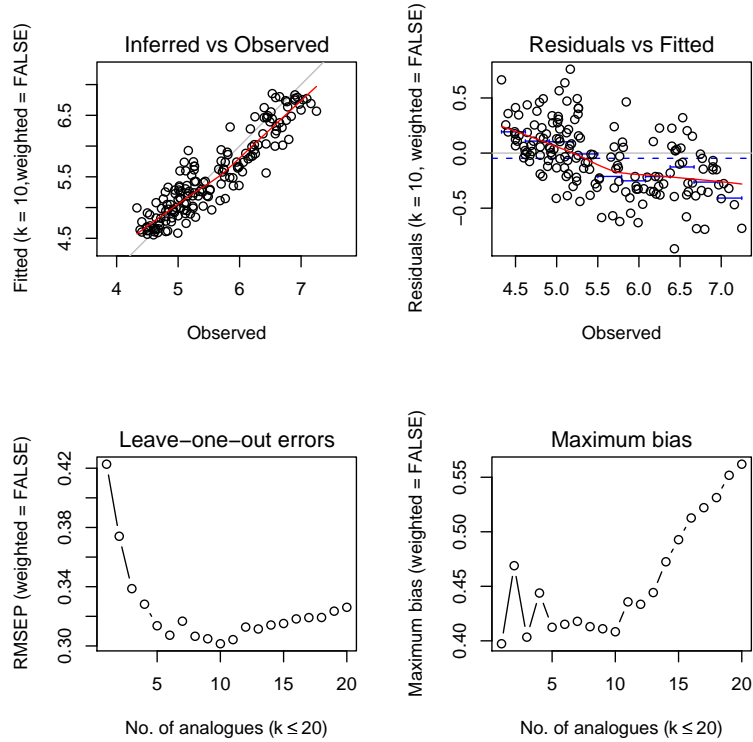 Inferred vs Observed
Fitted (k = 10,weighted = FALSE)
4.5 5.5 6.5
4 5 6 7
Observed
Residuals vs Fitted
Residuals (k = 10, weighted = FALSE)
−0.5 0.0 0.5
4.5 5.0 5.5 6.0 6.5 7.0
Observed
Leave−one−out errors
RMSEP (weighted = FALSE)
0.30 0.34 0.38 0.42
5 10 15 20
No. of analogues (k ≤ 20)
Maximum bias
Maximum bias (weighted = FALSE)
0.40 0.45 0.50 0.55
5 10 15 20
No. of analogues (k ≤ 20)